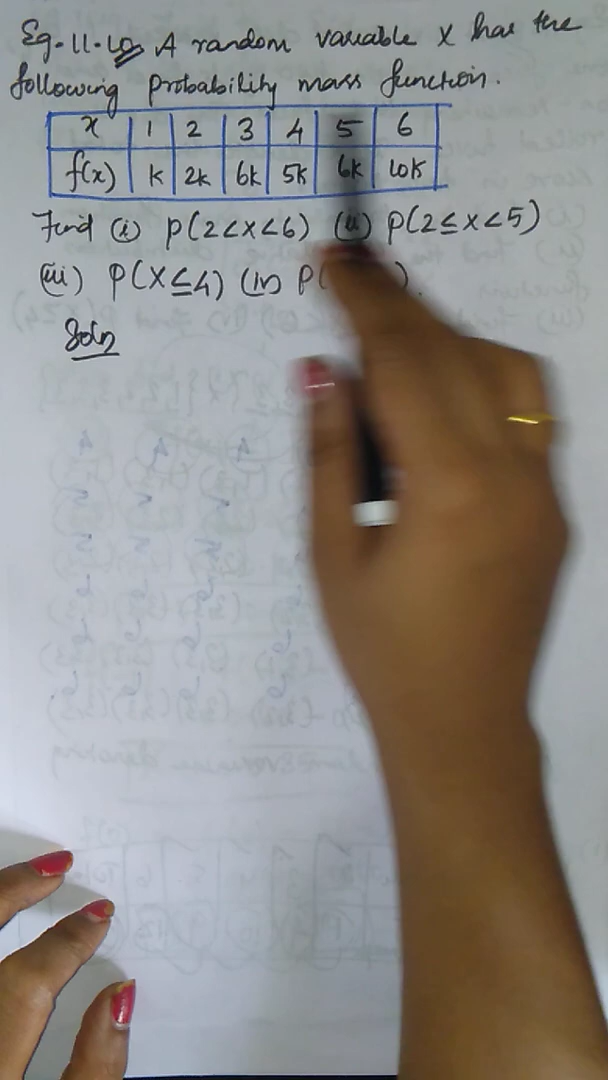 Eg-11.10 A random variable X has the
following probability mass function.
x 1 2 3 4 5 6
f(x) k 2k 6k 5k 6k 10k
Find (i) P(2<x<6) (ii) P(2≤x<5)
(iii) P(X≤4) (iv) P( ).
Soln